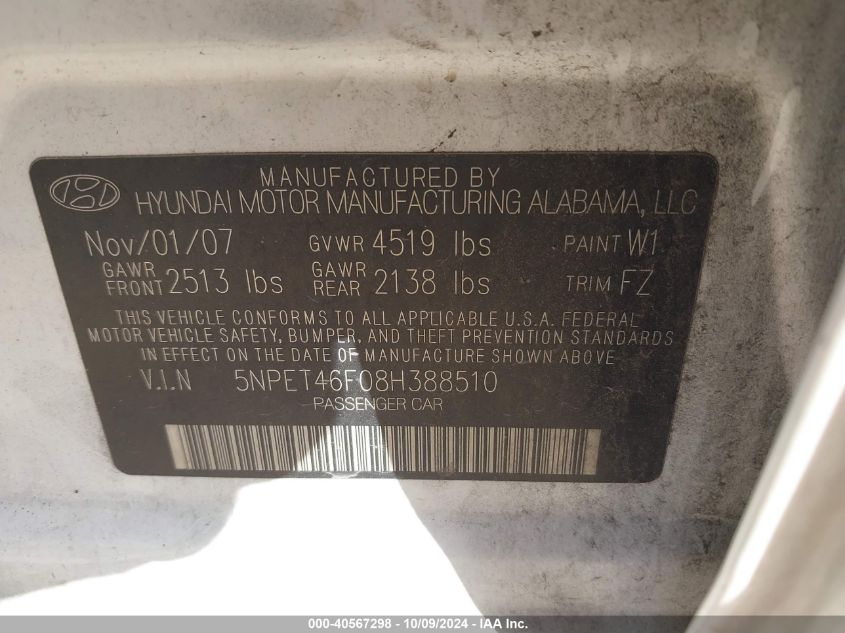 MANUFACTURED BY
HYUNDAI MOTOR MANUFACTURING ALABAMA, LLC
Nov/01/07 GVWR 4519 lbs PAINT W1
GAWR FRONT 2513 lbs GAWR REAR 2138 lbs TRIM FZ
THIS VEHICLE CONFORMS TO ALL APPLICABLE U.S.A. FEDERAL
MOTOR VEHICLE SAFETY, BUMPER, AND THEFT PREVENTION STANDARDS
IN EFFECT ON THE DATE OF MANUFACTURE SHOWN ABOVE.
V.I.N 5NPET46F08H388510
PASSENGER CAR
000-40567298 - 10/09/2024 - IAA Inc.